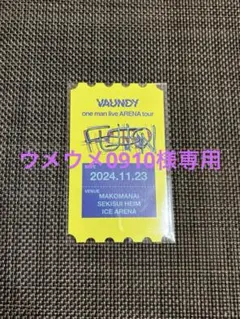 VAUNDY
one man live ARENA tour
ウメウメ0910様専用
2024.11.23
VENUE
MAKOMANAI
SEKISUI HEIM
ICE ARENA